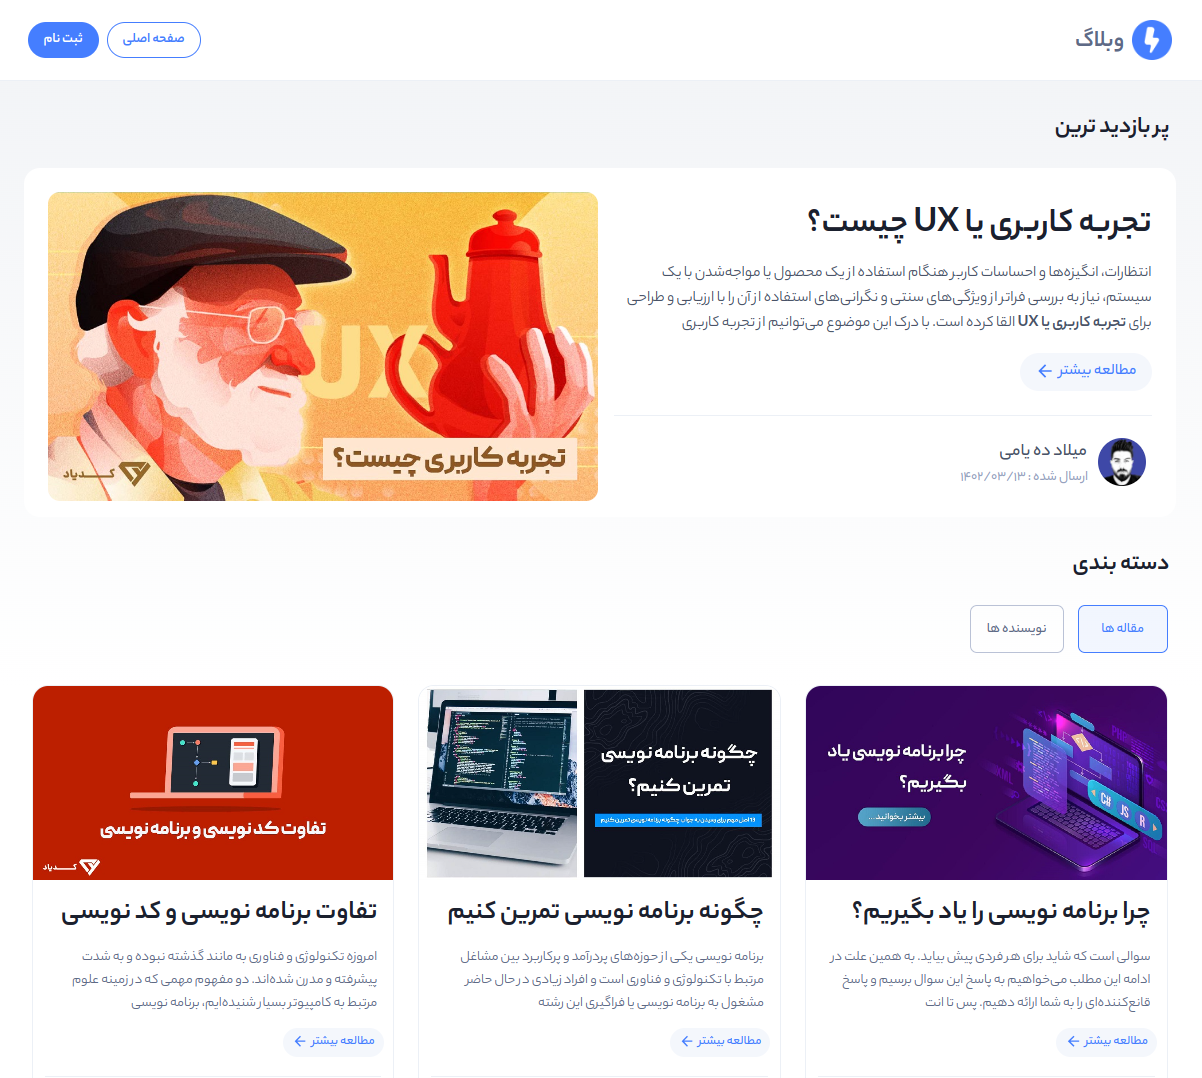 وبلاگ
صفحه اصلی
ثبت نام
پر بازدید ترین
تجربه کاربری یا UX چیست؟
انتظارات، انگیزه‌ها و احساسات کاربر هنگام استفاده از یک محصول یا مواجه‌شدن با یک
سیستم، نیاز به بررسی فراتر از ویژگی‌های سنتی و نگرانی‌های استفاده از آن را با ارزیابی و طراحی
برای تجربه کاربری یا UX القا کرده است. با درک این موضوع می‌توانیم از تجربه کاربری
مطالعه بیشتر
میلاد ده یامی
ارسال شده : ۱۴۰۲/۰۳/۱۳
UX
تجربه کاربری چیست؟
کــدیاد
دسته بندی
مقاله ها
نویسنده ها
چرا برنامه نویسی یاد
بگیریم؟
بیشتر بخوانید...
C#
JS
R
چرا برنامه نویسی را یاد بگیریم؟
سوالی است که شاید برای هر فردی پیش بیاید. به همین علت در
ادامه این مطلب می‌خواهیم به پاسخ این سوال برسیم و پاسخ
قانع‌کننده‌ای را به شما ارائه دهیم. پس تا انت
مطالعه بیشتر
چگونه برنامه نویسی
تمرین کنیم؟
چگونه برنامه نویسی تمرین کنیم
برنامه نویسی یکی از حوزه‌های پردرآمد و پرکاربرد بین مشاغل
مرتبط با تکنولوژی و فناوری است و افراد زیادی در حال حاضر
مشغول به برنامه نویسی یا فراگیری این رشته
مطالعه بیشتر
تفاوت کد نویسی و برنامه نویسی
کــدیاد
تفاوت برنامه نویسی و کد نویسی
امروزه تکنولوژی و فناوری به مانند گذشته نبوده و به شدت
پیشرفته و مدرن شده‌اند. دو مفهوم مهمی که در زمینه علوم
مرتبط به کامپیوتر بسیار شنیده‌ایم، برنامه نویسی
مطالعه بیشتر